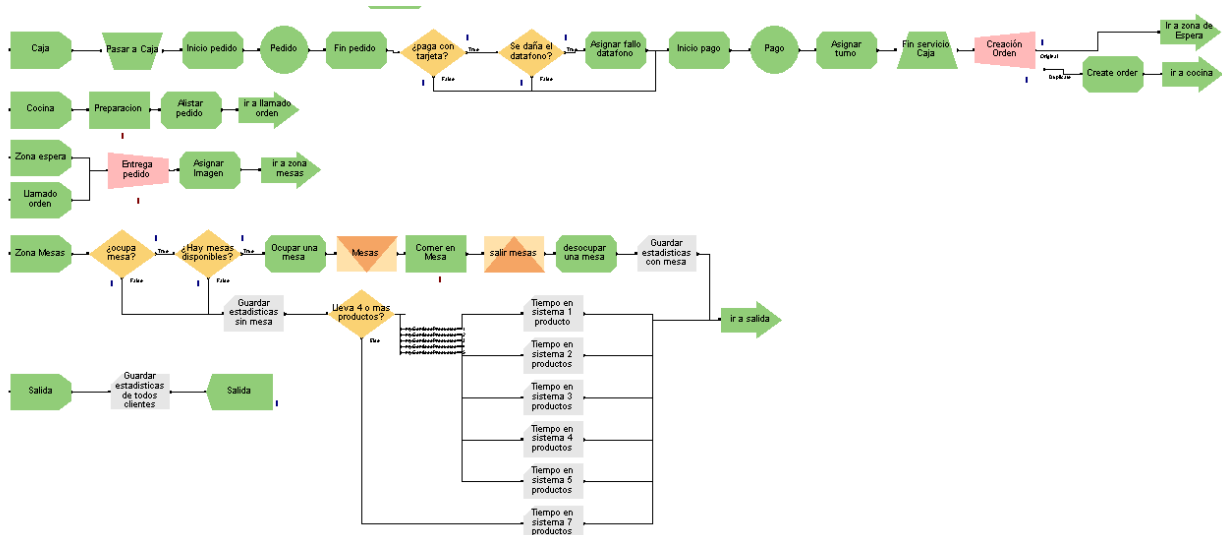 Caja
Pasar a Caja
Inicio pedido
Pedido
Fin pedido
¿paga con
tarjeta?
True
False
Se daña el
datafono?
True
False
Asignar fallo
datafono
Inicio pago
Pago
Asignar
turno
Fin servicio
Caja
Creación
Orden
Original
Duplicate
Ir a zona de
Espera
Create order
ir a cocina
Cocina
Preparacion
Alistar
pedido
ir a llamado
orden
Zona espera
Llamado
orden
Entrega
pedido
Asignar
Imagen
ir a zona
mesas
Zona Mesas
¿ocupa
mesa?
True
False
¿Hay mesas
disponibles?
True
False
Ocupar una
mesa
Mesas
Comer en
Mesa
salir mesas
desocupar
una mesa
Guardar
estadisticas
con mesa
Guardar
estadisticas
sin mesa
Lleva 4 o mas
productos?
Else
Tiempo en
sistema 1
producto
Tiempo en
sistema 2
productos
Tiempo en
sistema 3
productos
Tiempo en
sistema 4
productos
Tiempo en
sistema 5
productos
Tiempo en
sistema 7
productos
ir a salida
Salida
Guardar
estadisticas
de todos
clientes
Salida